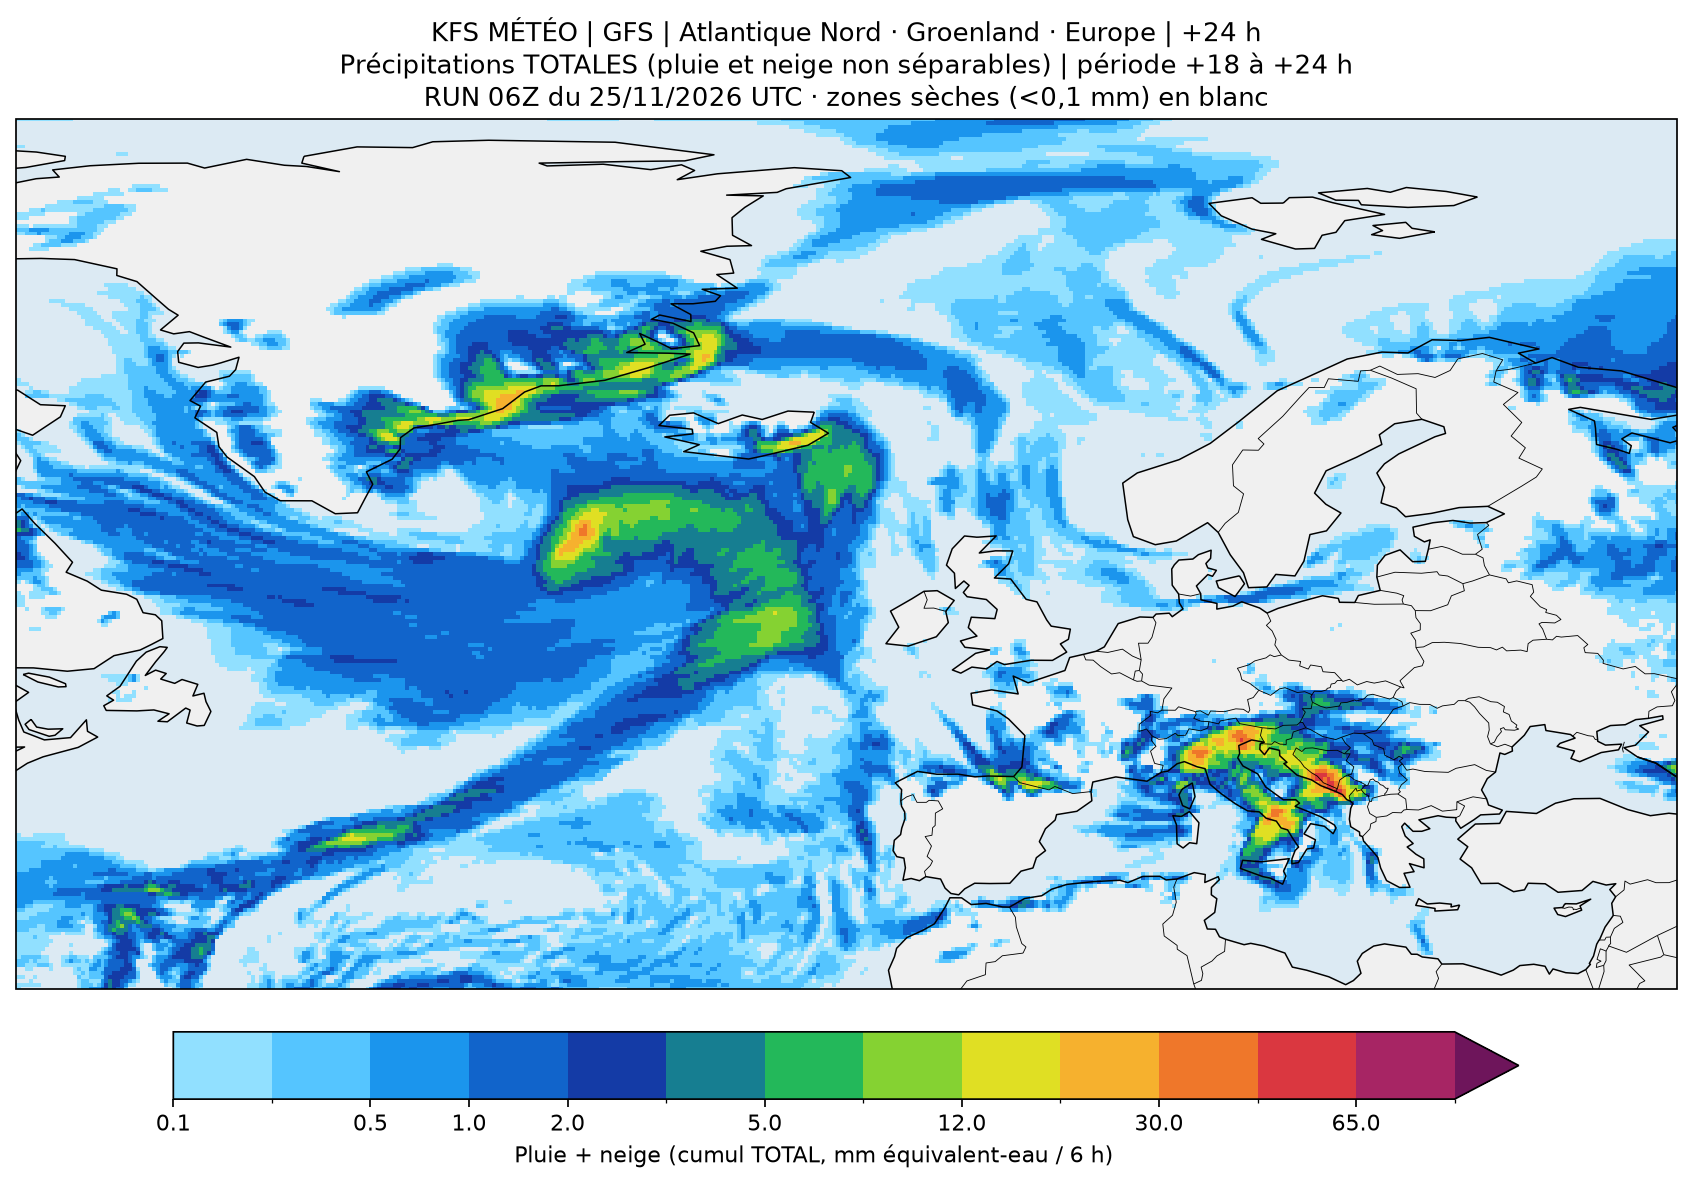 KFS MÉTÉO | GFS | Atlantique Nord · Groenland · Europe | +24 h
Précipitations TOTALES (pluie et neige non séparables) | période +18 à +24 h
RUN 06Z du 25/11/2026 UTC · zones sèches (<0,1 mm) en blanc
0.1 0.5 1.0 2.0 5.0 12.0 30.0 65.0
Pluie + neige (cumul TOTAL, mm équivalent-eau / 6 h)